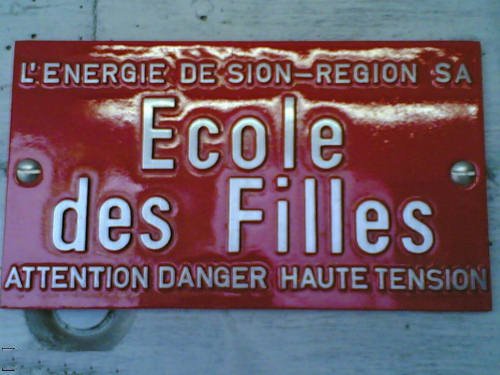 L'ENERGIE DE SION-REGION SA
Ecole
des Filles
ATTENTION DANGER HAUTE TENSION